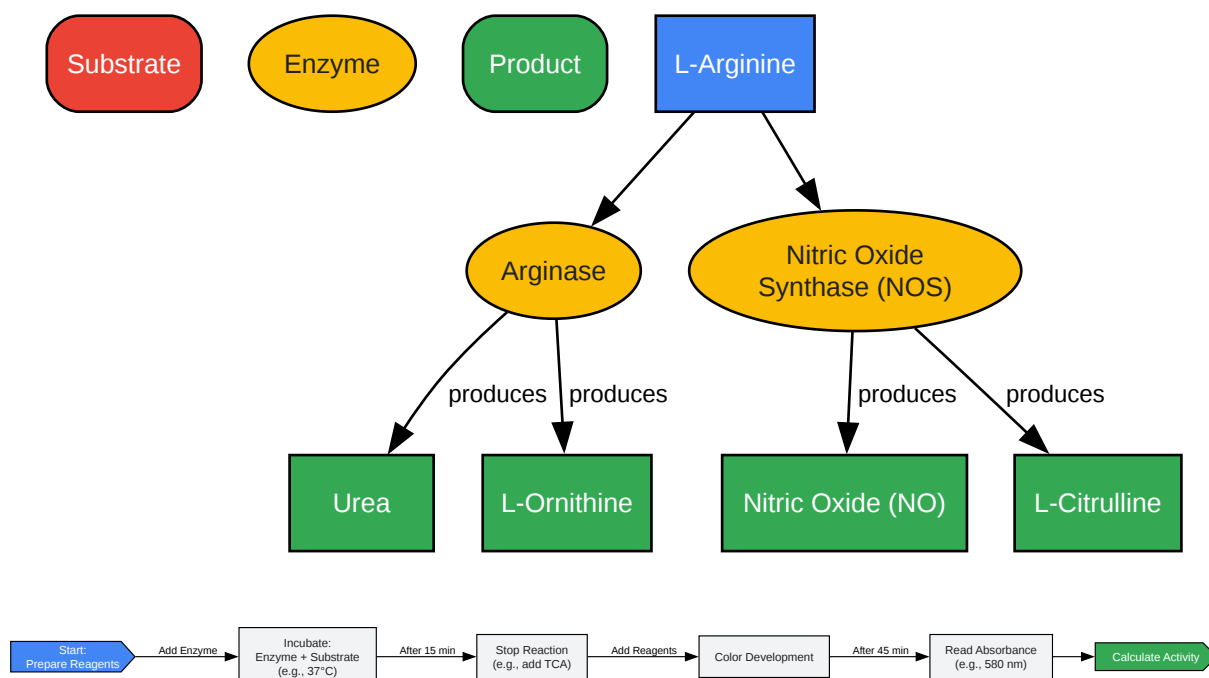 Substrate
Enzyme
Product
L-Arginine
Arginase
Nitric Oxide
Synthase (NOS)
produces
produces
produces
produces
Urea
L-Ornithine
Nitric Oxide (NO)
L-Citrulline
Start:
Prepare Reagents
Add Enzyme
Incubate:
Enzyme + Substrate
(e.g., 37°C)
After 15 min
Stop Reaction
(e.g., add TCA)
Add Reagents
Color Development
After 45 min
Read Absorbance
(e.g., 580 nm)
Calculate Activity